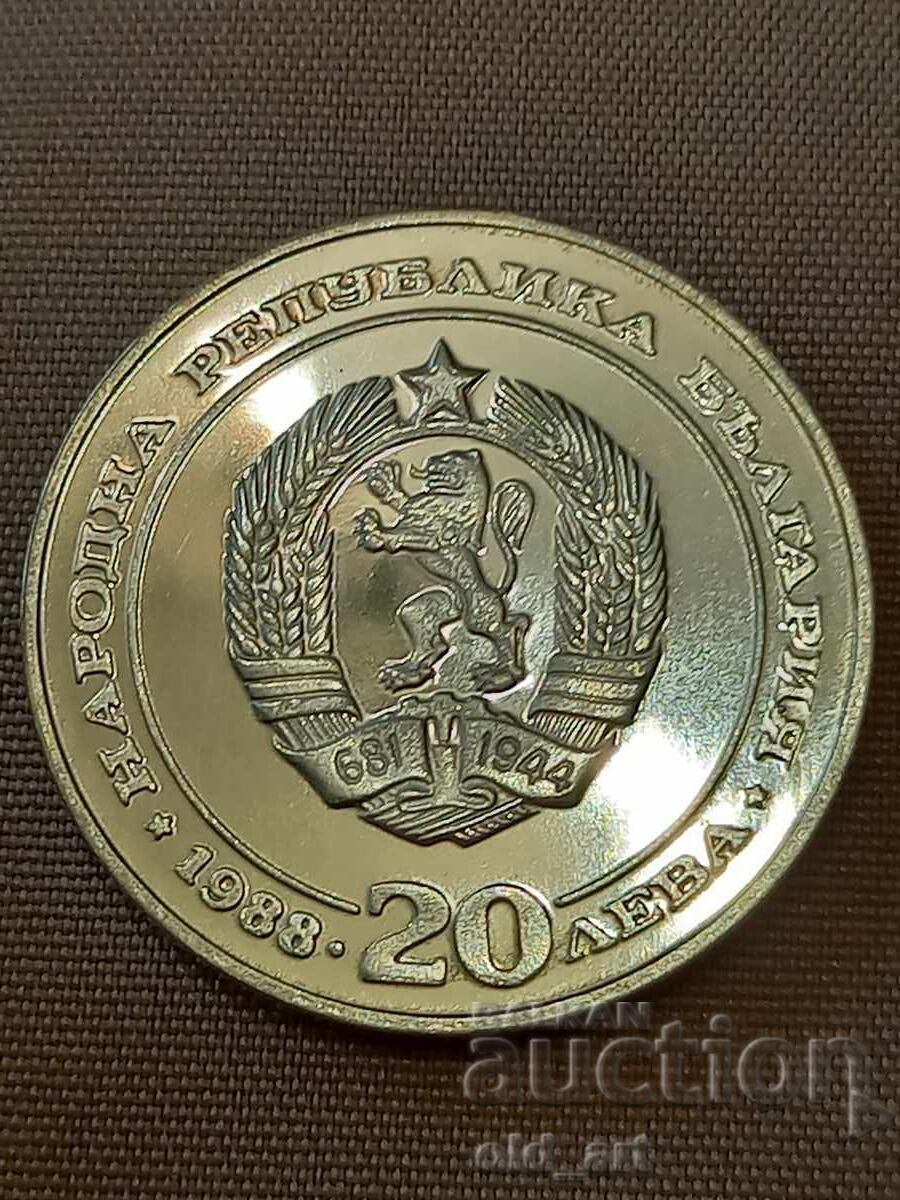 НАРОДНА РЕПУБЛИКА БЪЛГАРИЯ
681 1944
1988 · 20 ЛЕВА
BALKAN
auction
old_art